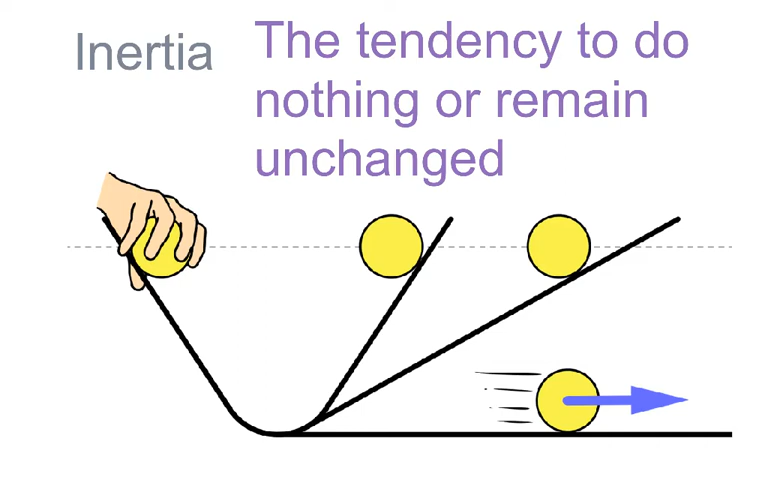 Inertia
The tendency to do
nothing or remain
unchanged